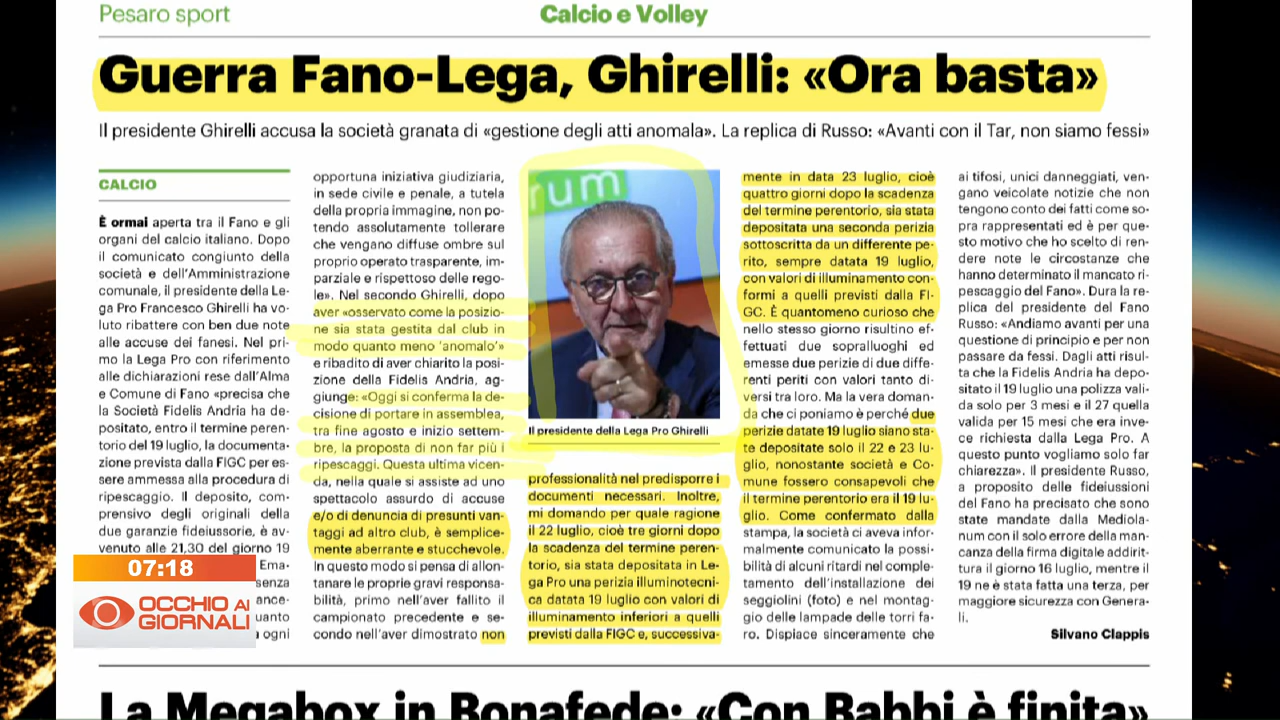 Pesaro sport
Calcio e Volley
Guerra Fano-Lega, Ghirelli: «Ora basta»
Il presidente Ghirelli accusa la società granata di «gestione degli atti anomala». La replica di Russo: «Avanti con il Tar, non siamo fessi»
CALCIO
È ormai aperta tra il Fano e gli
organi del calcio italiano. Dopo
il comunicato congiunto della
società e dell'Amministrazione
comunale, il presidente della Le-
ga Pro Francesco Ghirelli ha vo-
luto ribattere con ben due note
alle accuse dei fanesi. Nel pri-
mo la Lega Pro con riferimento
alle dichiarazioni rese dall'Alma
e Comune di Fano «precisa che
la Società Fidelis Andria ha de-
positato, entro il termine peren-
torio del 19 luglio, la documenta-
zione prevista dalla FIGC per es-
sere ammessa alla procedura di
ripescaggio. Il deposito, com-
prensivo degli originali della
due garanzie fideiussorie, è av-
venuto alle 21,30 del giorno 19
Ema-
senza
ance-
uanto
ogni
opportuna iniziativa giudiziaria,
in sede civile e penale, a tutela
della propria immagine, non po-
tendo assolutamente tollerare
che vengano diffuse ombre sul
proprio operato trasparente, im-
parziale e rispettoso delle rego-
le». Nel secondo Ghirelli, dopo
aver «osservato come la posizio-
ne sia stata gestita dal club in
modo quanto meno 'anomalo'»
e ribadito di aver chiarito la posi-
zione della Fidelis Andria, ag-
giunge: «Oggi si conferma la de-
cisione di portare in assemblea,
tra fine agosto e inizio settem-
bre, la proposta di non far più i
ripescaggi. Questa ultima vicen-
da, nella quale si assiste ad uno
spettacolo assurdo di accuse
e/o di denuncia di presunti van-
taggi ad altro club, è semplice-
mente aberrante e stucchevole.
In questo modo si pensa di allon-
tanare le proprie gravi responsa-
bilità, primo nell'aver fallito il
campionato precedente e se-
condo nell'aver dimostrato non
rum
Il presidente della Lega Pro Ghirelli
professionalità nel predisporre i
documenti necessari. Inoltre,
mi domando per quale ragione
il 22 luglio, cioè tre giorni dopo
la scadenza del termine peren-
torio, sia stata depositata in Le-
ga Pro una perizia illuminotecni-
ca datata 19 luglio con valori di
illuminamento inferiori a quelli
previsti dalla FIGC e, successiva-
mente in data 23 luglio, cioè
quattro giorni dopo la scadenza
del termine perentorio, sia stata
depositata una seconda perizia
sottoscritta da un differente pe-
rito, sempre datata 19 luglio,
con valori di illuminamento con-
formi a quelli previsti dalla FI-
GC. È quantomeno curioso che
nello stesso giorno risultino ef-
fettuati due sopralluoghi ed
emesse due perizie di due diffe-
renti periti con valori tanto di-
versi tra loro. Ma la vera doman-
da che ci poniamo è perché due
perizie datate 19 luglio siano sta-
te depositate solo il 22 e 23 lu-
glio, nonostante società e Co-
mune fossero consapevoli che
il termine perentorio era il 19 lu-
glio. Come confermato dalla
stampa, la società ci aveva infor-
malmente comunicato la possi-
bilità di alcuni ritardi nel comple-
tamento dell'installazione dei
seggiolini (foto) e nel montag-
gio delle lampade delle torri fa-
ro. Dispiace sinceramente che
ai tifosi, unici danneggiati, ven-
gano veicolate notizie che non
tengono conto dei fatti come so-
pra rappresentati ed è per que-
sto motivo che ho scelto di ren-
dere note le circostanze che
hanno determinato il mancato ri-
pescaggio del Fano». Dura la re-
plica del presidente del Fano
Russo: «Andiamo avanti per una
questione di principio e per non
passare da fessi. Dagli atti risul-
ta che la Fidelis Andria ha depo-
sitato il 19 luglio una polizza vali-
da solo per 3 mesi e il 27 quella
valida per 15 mesi che era inve-
ce richiesta dalla Lega Pro. A
questo punto vogliamo solo far
chiarezza». Il presidente Russo,
a proposito delle fideiussioni
del Fano ha precisato che sono
state mandate dalla Mediola-
num con il solo errore della man-
canza della firma digitale addirit-
tura il giorno 16 luglio, mentre il
19 ne è stata fatta una terza, per
maggiore sicurezza con Genera-
li.
Silvano Clappis
07:18
OCCHIO AI
GIORNALI
La Megabox in Bonafede: «Con Babbi è finita»